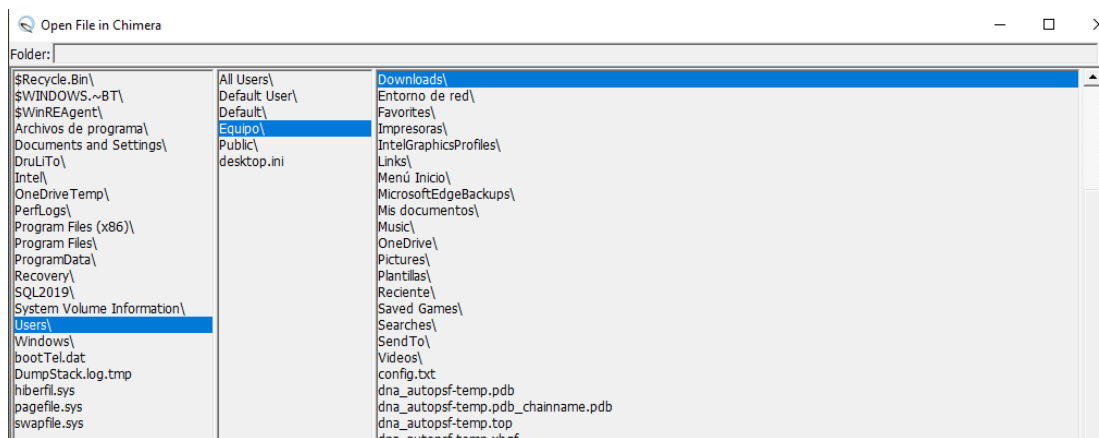 Open File in Chimera
Folder:
$Recycle.Bin\
$WINDOWS.~BT\
$WinREAgent\
Archivos de programa\
Documents and Settings\
DruLiTo\
Intel\
OneDriveTemp\
PerfLogs\
Program Files (x86)\
Program Files\
ProgramData\
Recovery\
SQL2019\
System Volume Information\
Users\
Windows\
bootTel.dat
DumpStack.log.tmp
hiberfil.sys
pagefile.sys
swapfile.sys
All Users\
Default User\
Default\
Equipo\
Public\
desktop.ini
Downloads\
Entorno de red\
Favorites\
Impresoras\
IntelGraphicsProfiles\
Links\
Menú Inicio\
MicrosoftEdgeBackups\
Mis documentos\
Music\
OneDrive\
Pictures\
Plantillas\
Reciente\
Saved Games\
Searches\
SendTo\
Videos\
config.txt
dna_autopsf-temp.pdb
dna_autopsf-temp.pdb_chainname.pdb
dna_autopsf-temp.top